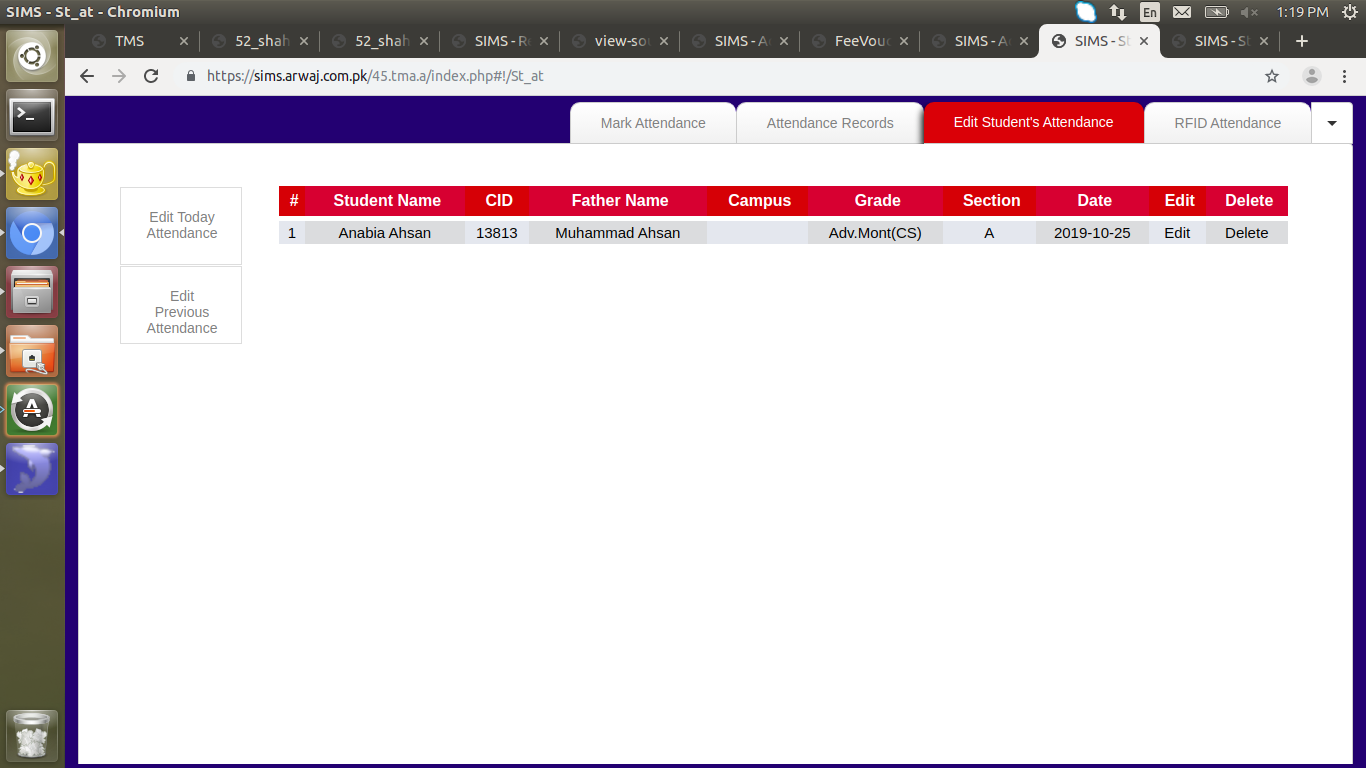 SIMS - St_at - Chromium
En
1:19 PM
TMS
52_shah
52_shah
SIMS - R
view-sou
SIMS - A
FeeVouc
SIMS - A
SIMS - St
SIMS - St
https://sims.arwaj.com.pk/45.tma.a/index.php#!/St_at
Mark Attendance
Attendance Records
Edit Student's Attendance
RFID Attendance
Edit Today
Attendance
Edit
Previous
Attendance
# Student Name CID Father Name Campus Grade Section Date Edit Delete
1 Anabia Ahsan 13813 Muhammad Ahsan Adv.Mont(CS) A 2019-10-25 Edit Delete